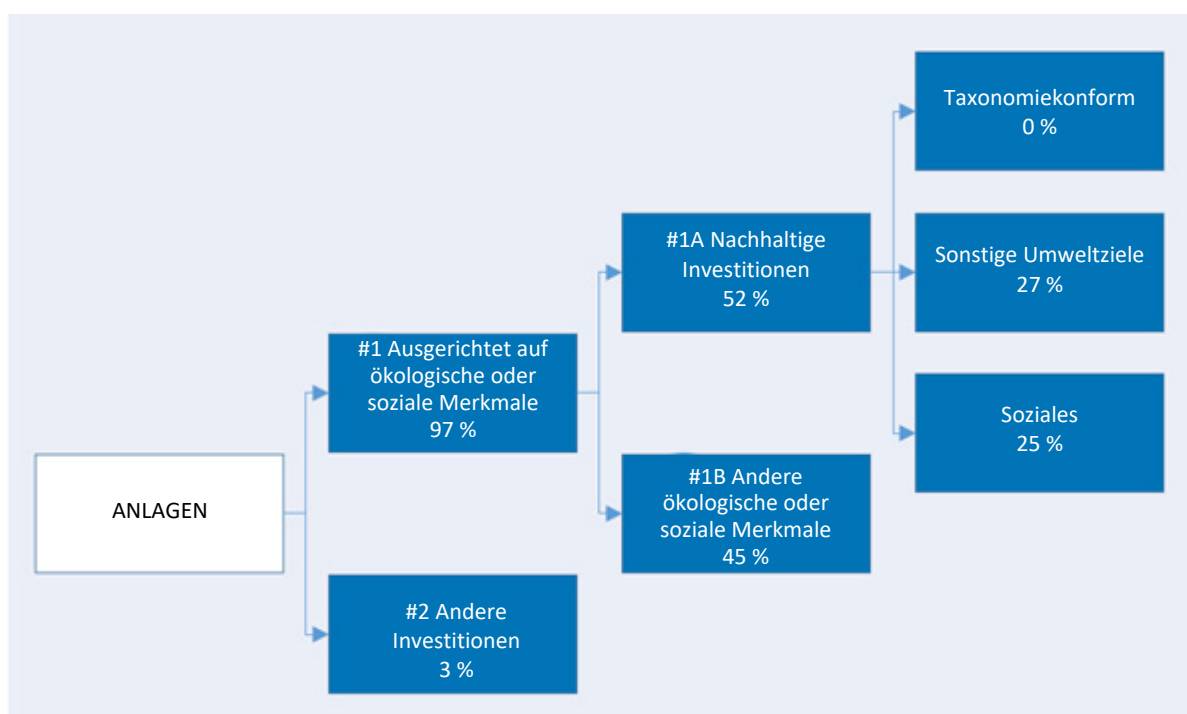 ANLAGEN
#1 Ausgerichtet auf
ökologische oder
soziale Merkmale
97 %
#2 Andere
Investitionen
3 %
#1A Nachhaltige
Investitionen
52 %
#1B Andere
ökologische oder
soziale Merkmale
45 %
Taxonomiekonform
0 %
Sonstige Umweltziele
27 %
Soziales
25 %